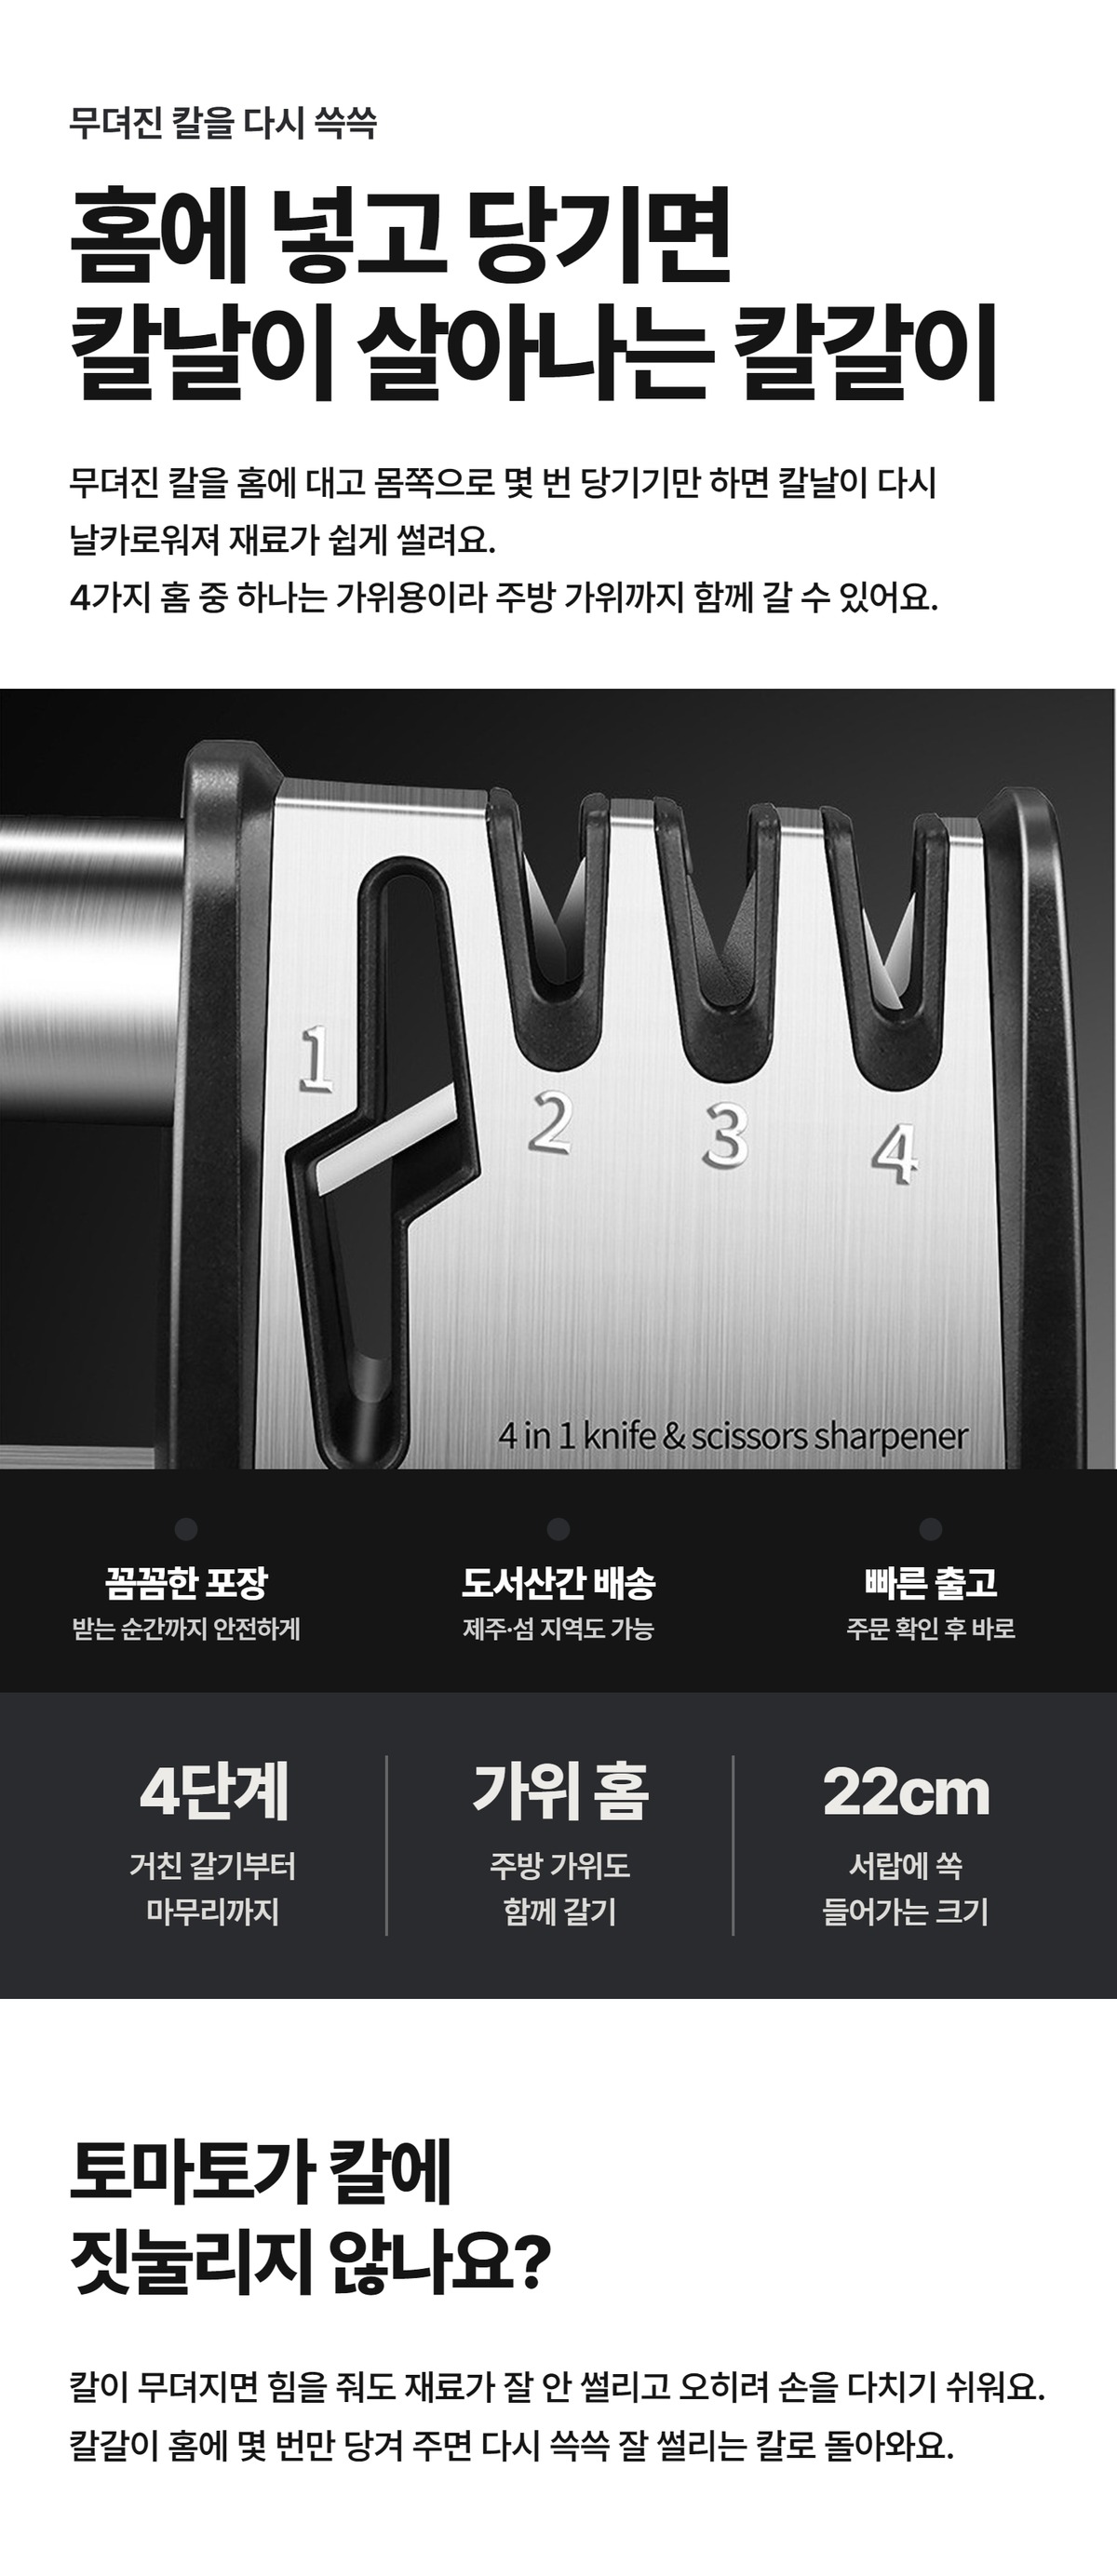 무뎌진 칼을 다시 쓱쓱
홈에 넣고 당기면
칼날이 살아나는 칼갈이
무뎌진 칼을 홈에 대고 몸쪽으로 몇 번 당기기만 하면 칼날이 다시
날카로워져 재료가 쉽게 썰려요.
4가지 홈 중 하나는 가위용이라 주방 가위까지 함께 갈 수 있어요.
1
2
3
4
4 in 1 knife & scissors sharpener
꼼꼼한 포장
받는 순간까지 안전하게
도서산간 배송
제주·섬 지역도 가능
빠른 출고
주문 확인 후 바로
4단계
거친 갈기부터
마무리까지
가위 홈
주방 가위도
함께 갈기
22cm
서랍에 쏙
들어가는 크기
토마토가 칼에
짓눌리지 않나요?
칼이 무뎌지면 힘을 줘도 재료가 잘 안 썰리고 오히려 손을 다치기 쉬워요.
칼갈이 홈에 몇 번만 당겨 주면 다시 쓱쓱 잘 썰리는 칼로 돌아와요.